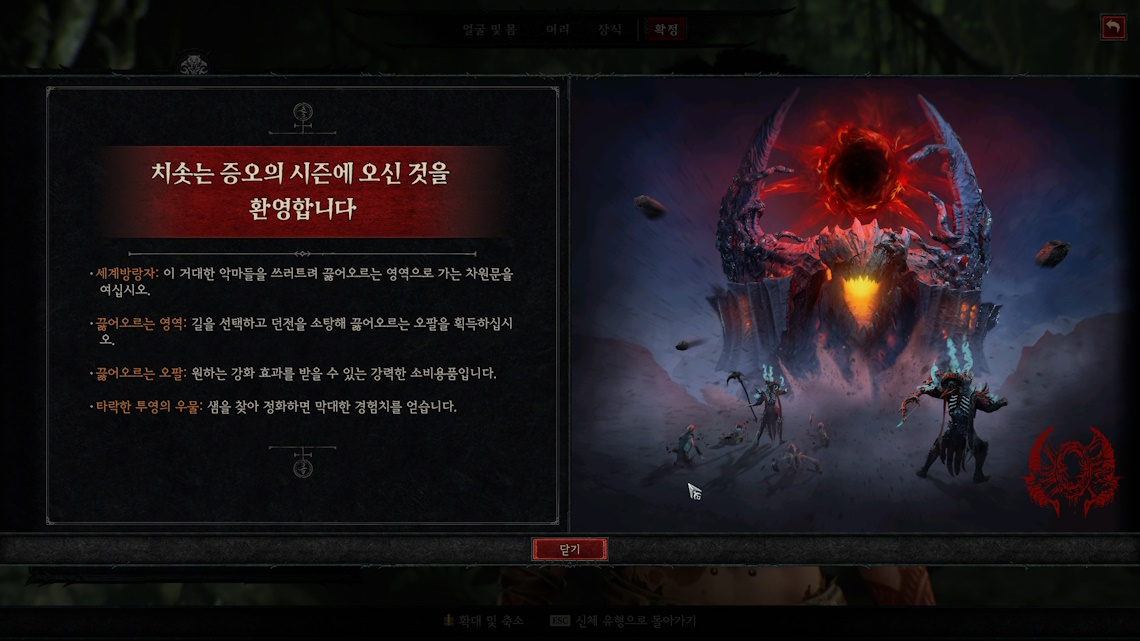 얼굴 및 몸 머리 장식 확정
치솟는 증오의 시즌에 오신 것을
환영합니다
· 세계방랑자: 이 거대한 악마들을 쓰러트려 끓어오르는 영역으로 가는 차원문을
여십시오.
· 끓어오르는 영역: 길을 선택하고 던전을 소탕해 끓어오르는 오팔을 획득하십시
오.
· 끓어오르는 오팔: 원하는 강화 효과를 받을 수 있는 강력한 소비용품입니다.
· 타락한 투영의 우물: 샘을 찾아 정화하면 막대한 경험치를 얻습니다.
닫기
확대 및 축소 ESC 신체 유형으로 돌아가기